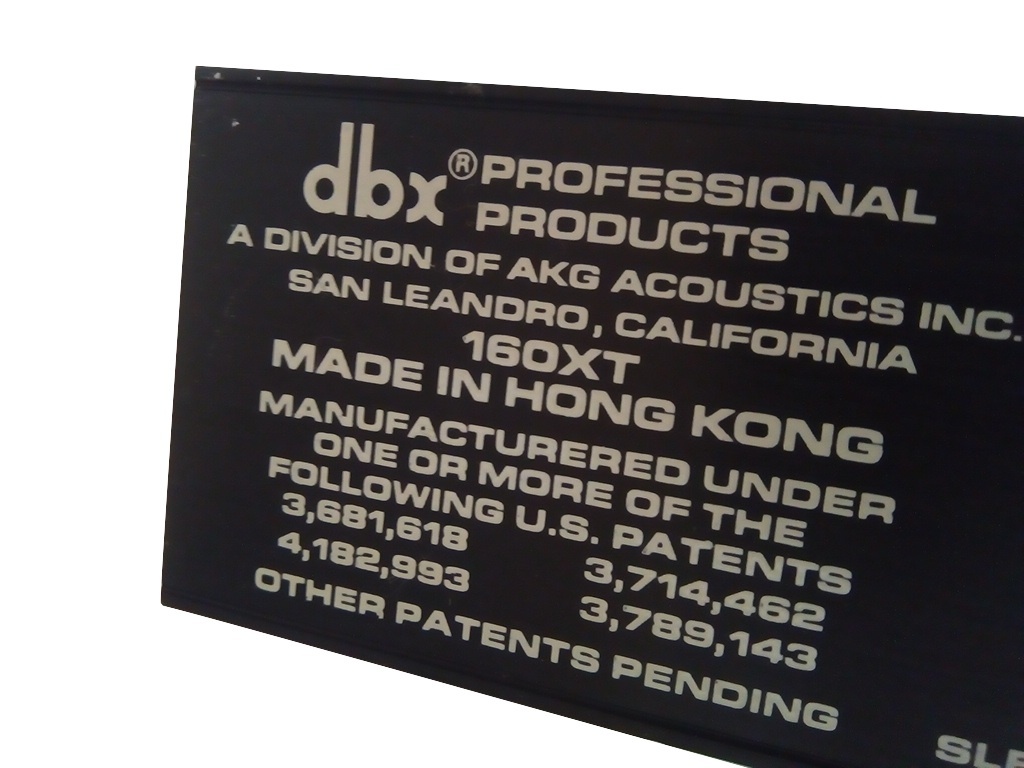 dbx® PROFESSIONAL
PRODUCTS
A DIVISION OF AKG ACOUSTICS INC.
SAN LEANDRO, CALIFORNIA
160XT
MADE IN HONG KONG
MANUFACTURERED UNDER
ONE OR MORE OF THE
FOLLOWING U.S. PATENTS
3,681,618 3,714,462
4,182,993 3,789,143
OTHER PATENTS PENDING